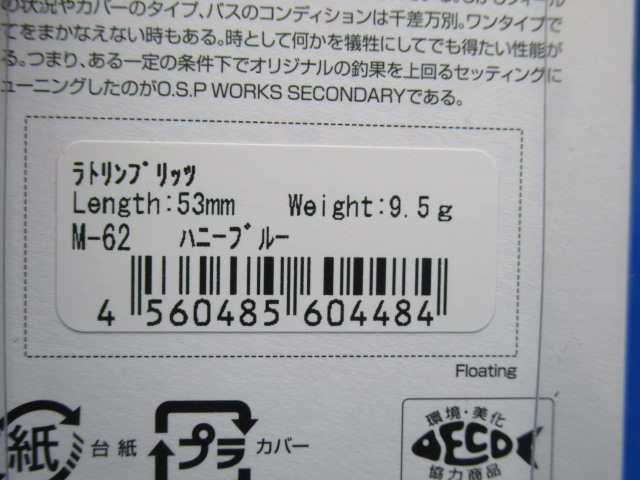 の状況やカバーのタイプ、バスのコンディションは千差万別。ワンタイプで
てをまかなえない時もある。時として何かを犠牲にしてでも得たい性能が
る。つまり、ある一定の条件下でオリジナルの釣果を上回るセッティングに
ューニングしたのがO.S.P WORKS SECONDARYである。
ﾗﾄﾘﾝﾌﾞﾘｯﾂ
Length:53mm Weight:9.5g
M-62 ﾊﾆｰﾌﾞﾙｰ
4 560485 604484
Floating
紙 台紙 プラ カバー
環境・美化
ECO
協力商品